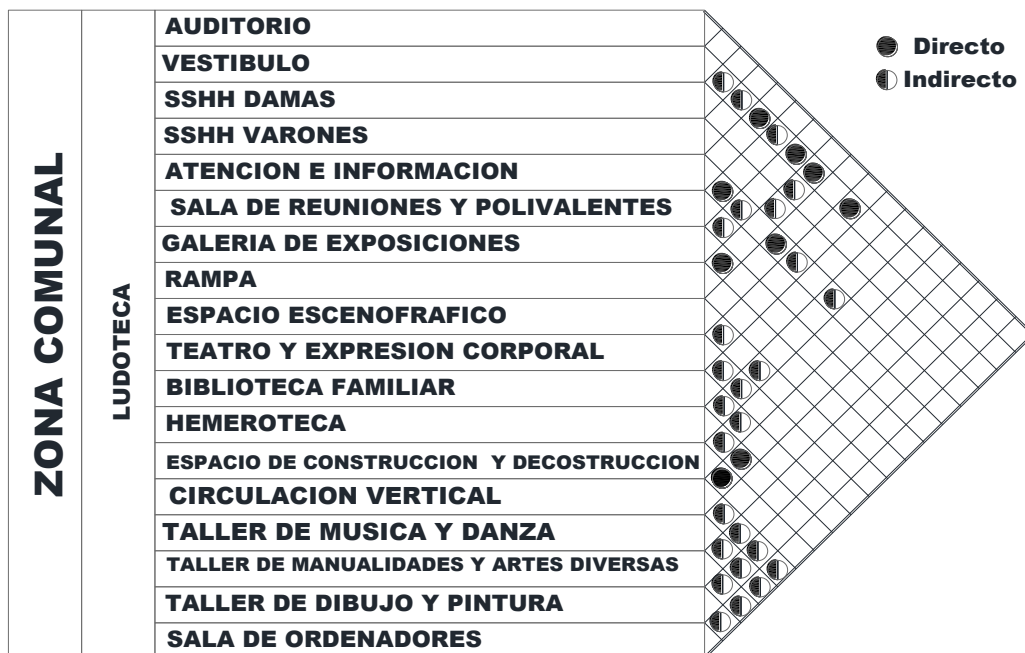 ZONA COMUNAL
LUDOTECA
AUDITORIO
VESTIBULO
SSHH DAMAS
SSHH VARONES
ATENCION E INFORMACION
SALA DE REUNIONES Y POLIVALENTES
GALERIA DE EXPOSICIONES
RAMPA
ESPACIO ESCENOFRAFICO
TEATRO Y EXPRESION CORPORAL
BIBLIOTECA FAMILIAR
HEMEROTECA
ESPACIO DE CONSTRUCCION Y DECOSTRUCCION
CIRCULACION VERTICAL
TALLER DE MUSICA Y DANZA
TALLER DE MANUALIDADES Y ARTES DIVERSAS
TALLER DE DIBUJO Y PINTURA
SALA DE ORDENADORES
Directo
Indirecto